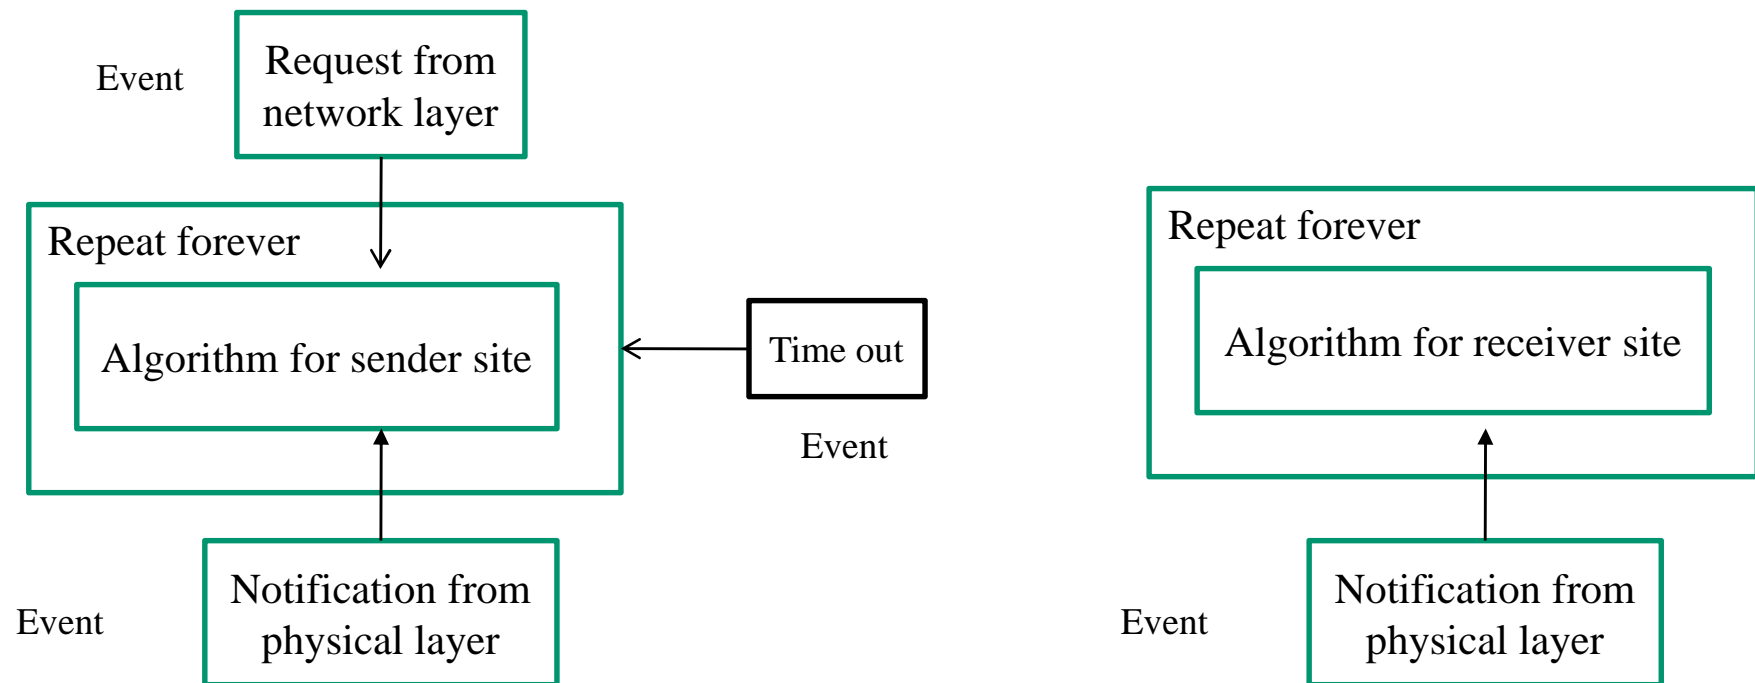 Event
Request from
network layer
Repeat forever
Algorithm for sender site
Time out
Event
Event
Notification from
physical layer
Repeat forever
Algorithm for receiver site
Event
Notification from
physical layer